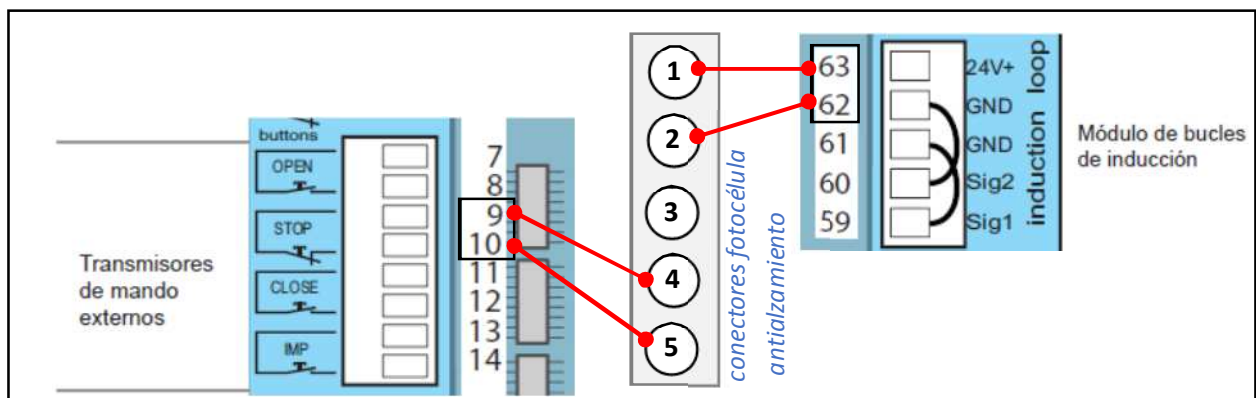 Transmisores
de mando
externos
buttons
OPEN
STOP
CLOSE
IMP
7
8
9
10
11
12
13
14
1
2
3
4
5
conectores fotocélula
antialzamiento
63
62
61
60
59
24V+
GND
GND
Sig2
Sig1
induction loop
Módulo de bucles
de inducción